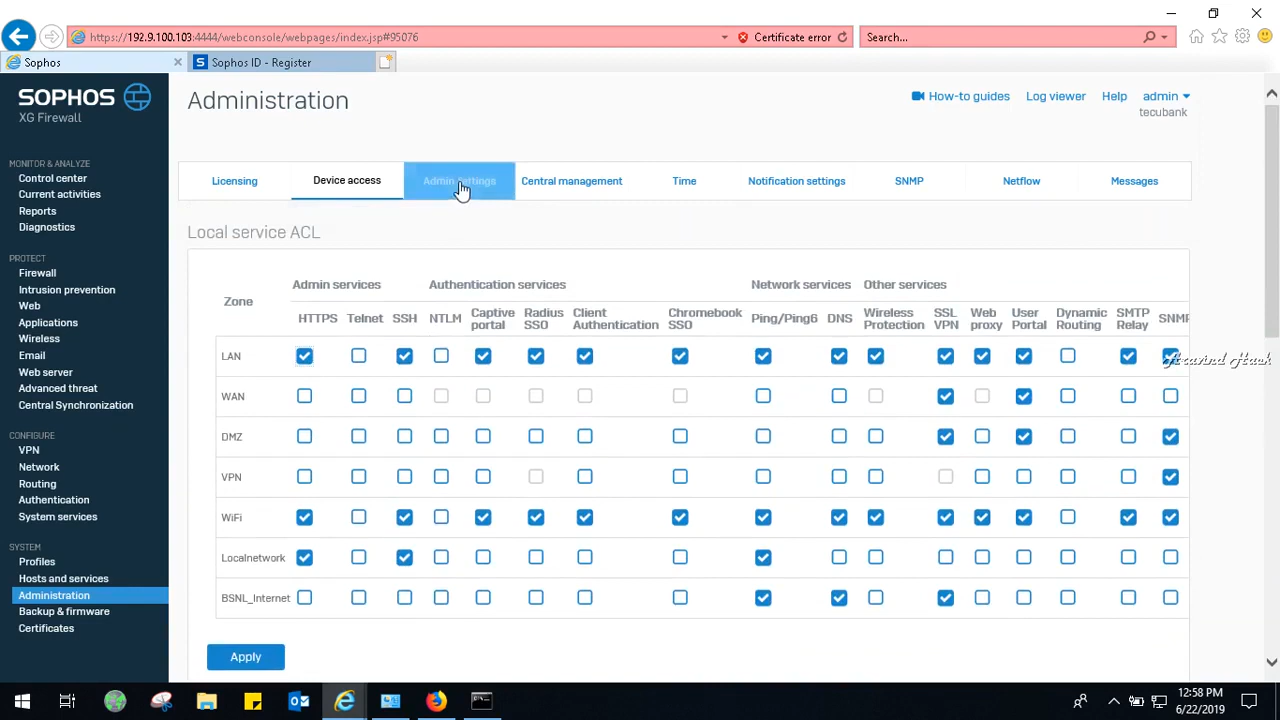 https://192.9.100.103:4444/webconsole/webpages/index.jsp#95076
Certificate error
Search...
Sophos
Sophos ID - Register
SOPHOS
XG Firewall
MONITOR & ANALYZE
Control center
Current activities
Reports
Diagnostics
PROTECT
Firewall
Intrusion prevention
Web
Applications
Wireless
Email
Web server
Advanced threat
Central Synchronization
CONFIGURE
VPN
Network
Routing
Authentication
System services
SYSTEM
Profiles
Hosts and services
Administration
Backup & firmware
Certificates
Administration
How-to guides
Log viewer
Help
admin
tecubank
Licensing
Device access
Admin settings
Central management
Time
Notification settings
SNMP
Netflow
Messages
Local service ACL
Zone
Admin services
Authentication services
Network services
Other services
HTTPS
Telnet
SSH
NTLM
Captive
portal
Radius
SSO
Client
Authentication
Chromebook
SSO
Ping/Ping6
DNS
Wireless
Protection
SSL
VPN
Web
proxy
User
Portal
Dynamic
Routing
SMTP
Relay
SNMP
LAN
WAN
DMZ
VPN
WiFi
Localnetwork
BSNL_Internet
Apply
Aravind Hack
12:58 PM
6/22/2019